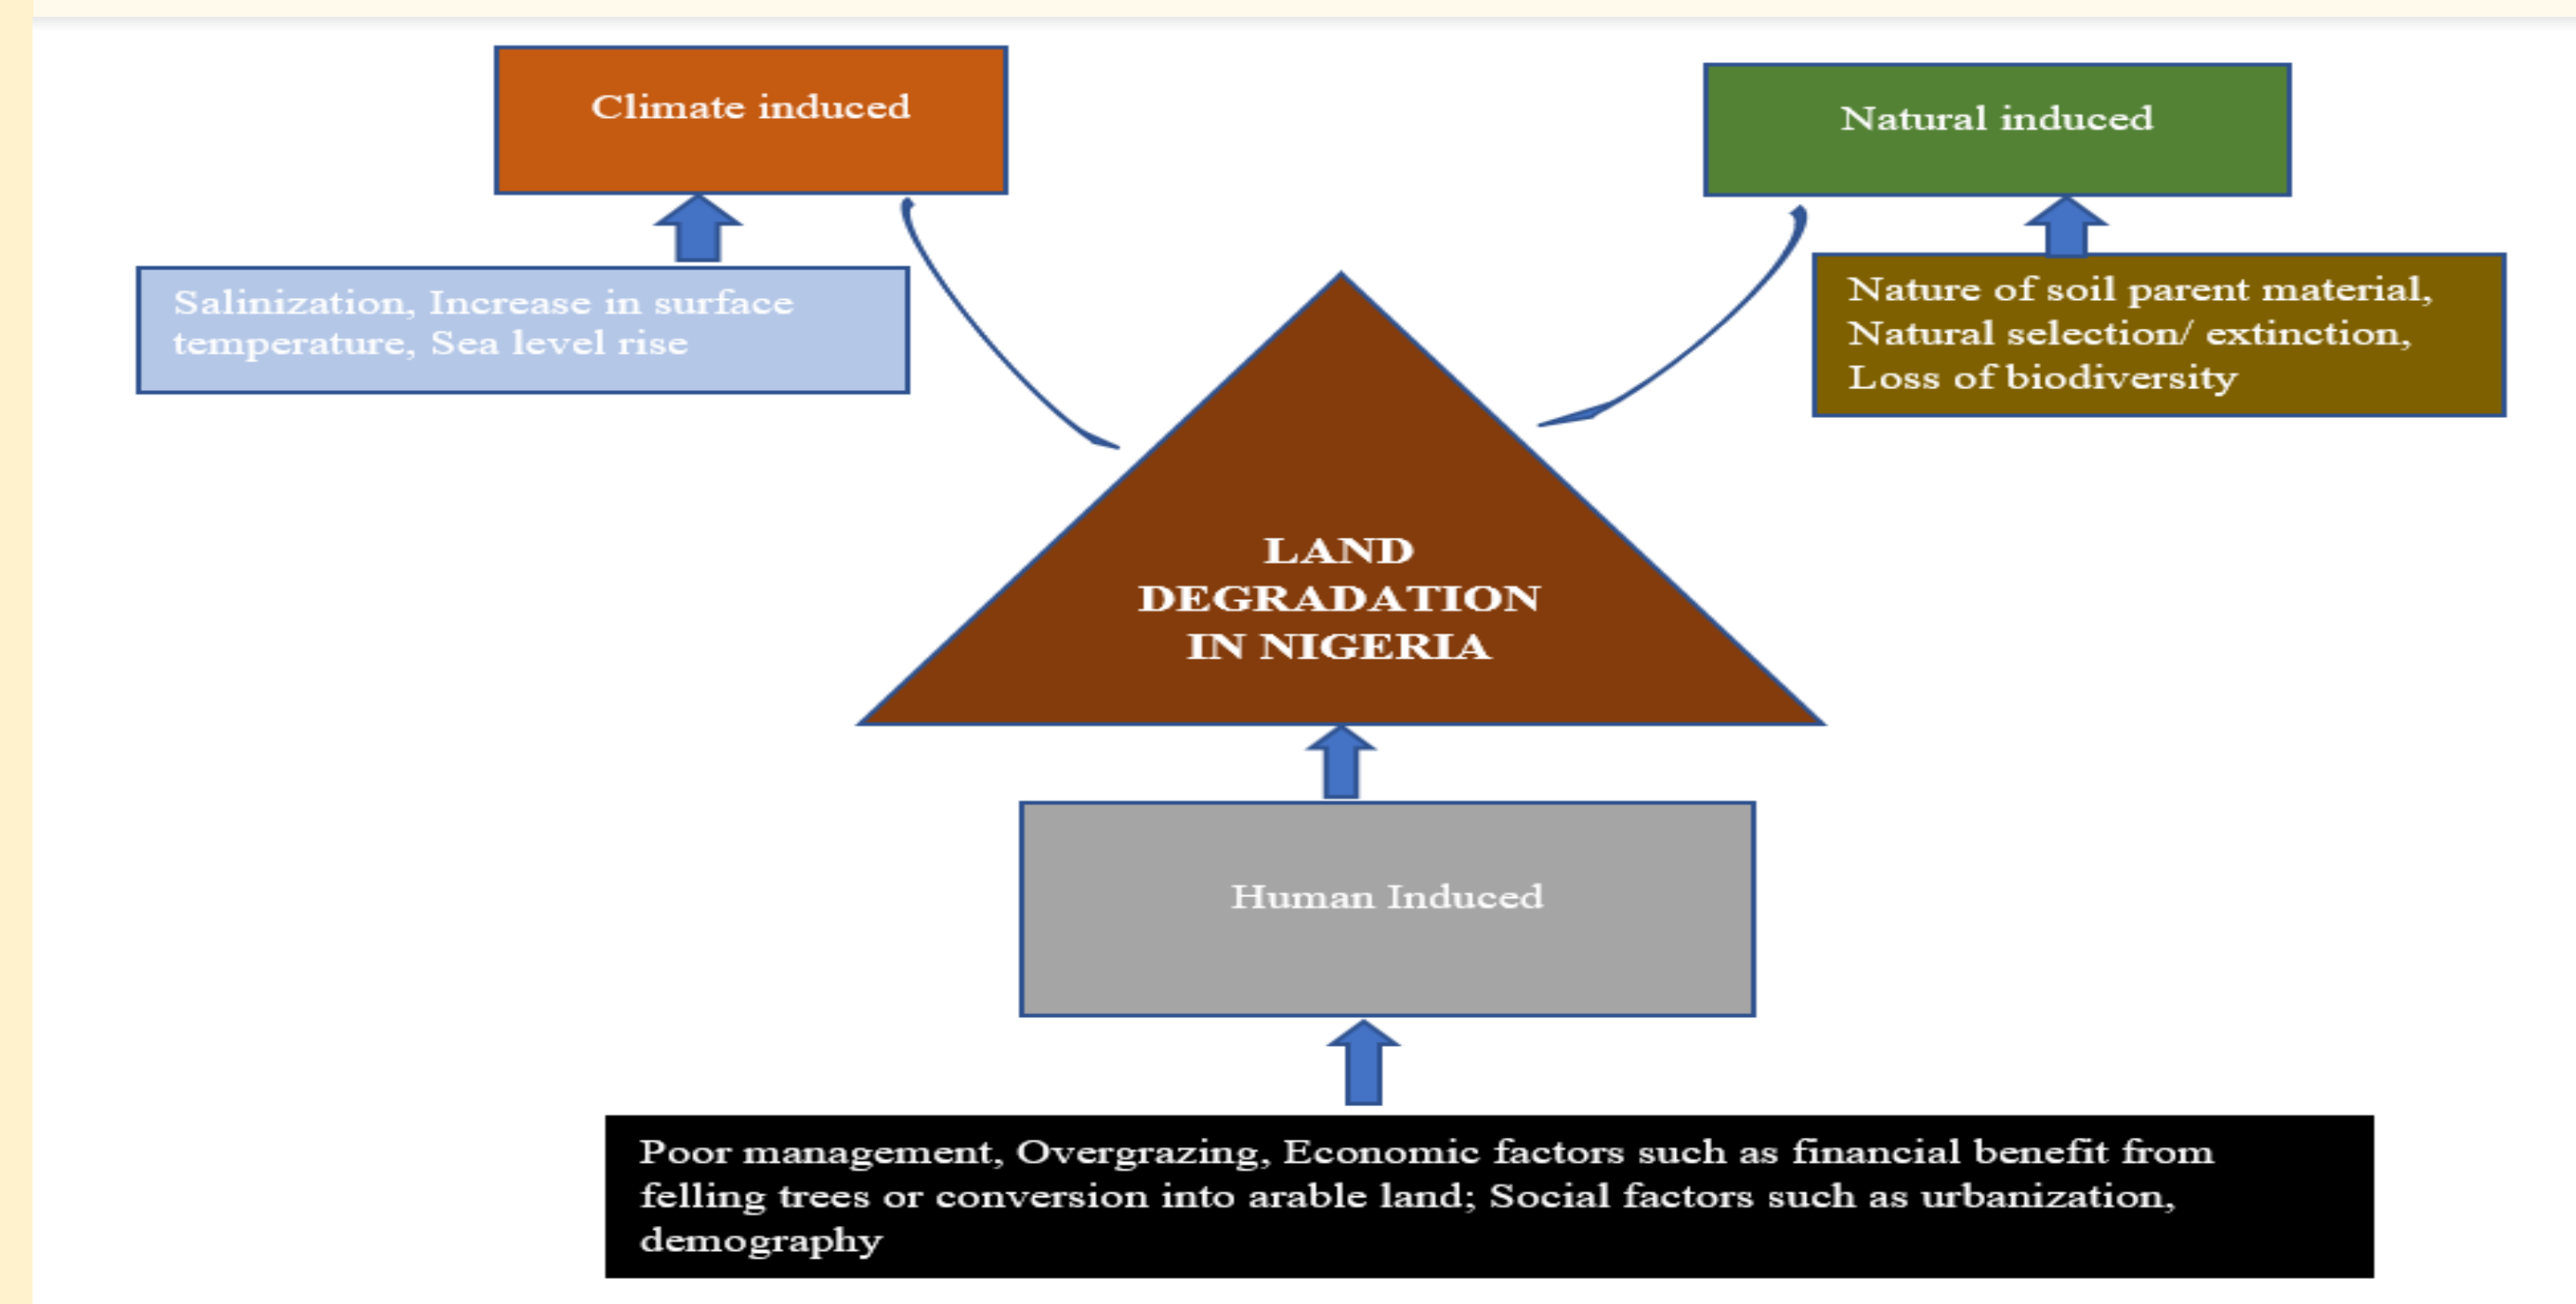 Climate induced
Natural induced
Salinization, Increase in surface
temperature, Sea level rise
Nature of soil parent material,
Natural selection/ extinction,
Loss of biodiversity
LAND
DEGRADATION
IN NIGERIA
Human Induced
Poor management, Overgrazing, Economic factors such as financial benefit from
felling trees or conversion into arable land; Social factors such as urbanization,
demography